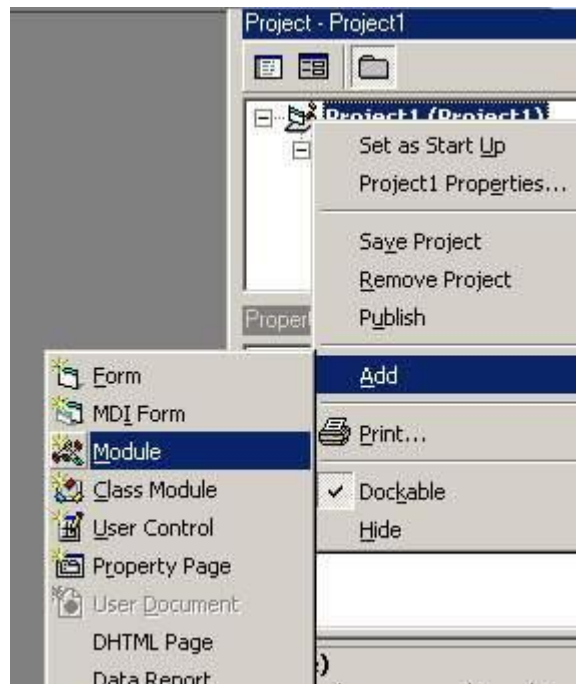 Project - Project1
Project1 (Project1)
Set as Start Up
Project1 Properties...
Save Project
Remove Project
Publish
Add
Print...
Dockable
Hide
Form
MDI Form
Module
Class Module
User Control
Property Page
User Document
DHTML Page
Data Report